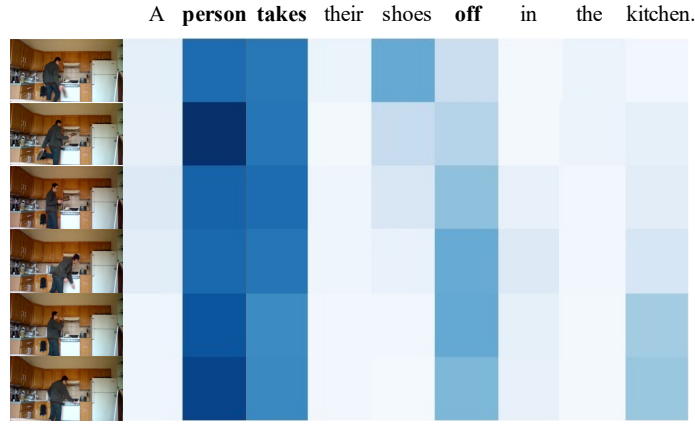 A person takes their shoes off in the kitchen.